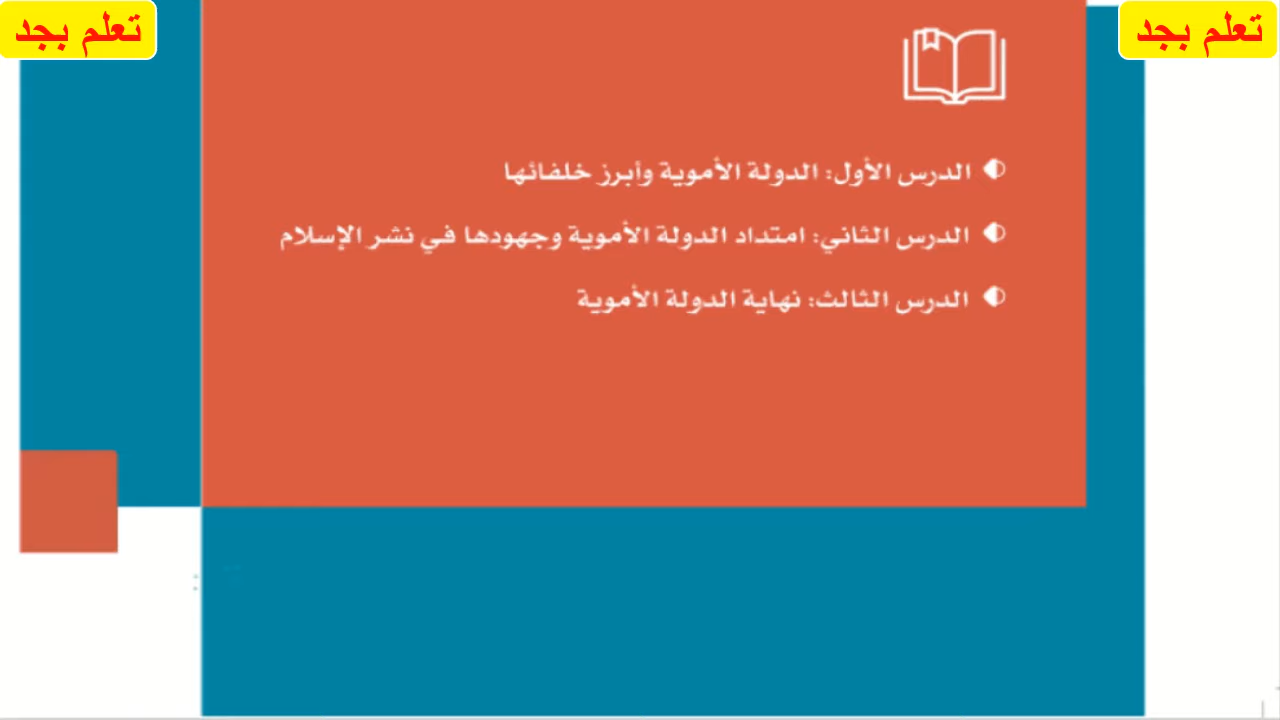 تعلم بجد
تعلم بجد
الدرس الأول: الدولة الأموية وأبرز خلفائها
الدرس الثاني: امتداد الدولة الأموية وجهودها في نشر الإسلام
الدرس الثالث: نهاية الدولة الأموية